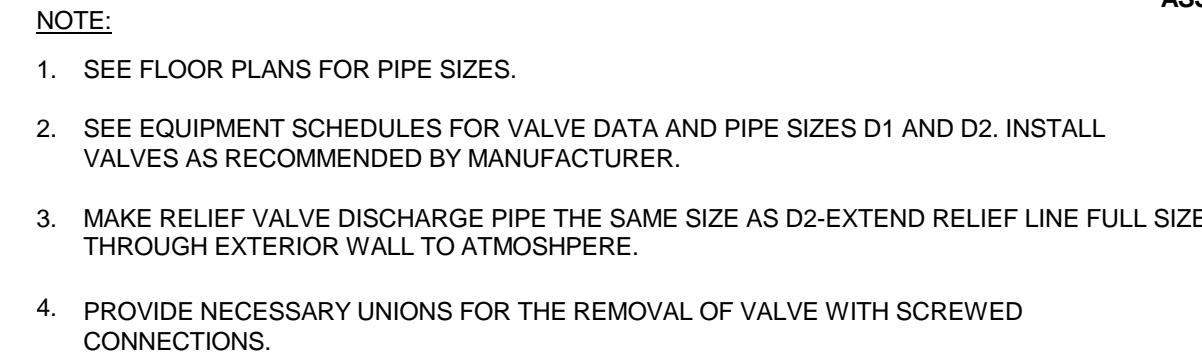 NOTE:
1. SEE FLOOR PLANS FOR PIPE SIZES.
2. SEE EQUIPMENT SCHEDULES FOR VALVE DATA AND PIPE SIZES D1 AND D2. INSTALL
VALVES AS RECOMMENDED BY MANUFACTURER.
3. MAKE RELIEF VALVE DISCHARGE PIPE THE SAME SIZE AS D2-EXTEND RELIEF LINE FULL SIZE
THROUGH EXTERIOR WALL TO ATMOSHPERE.
4. PROVIDE NECESSARY UNIONS FOR THE REMOVAL OF VALVE WITH SCREWED
CONNECTIONS.